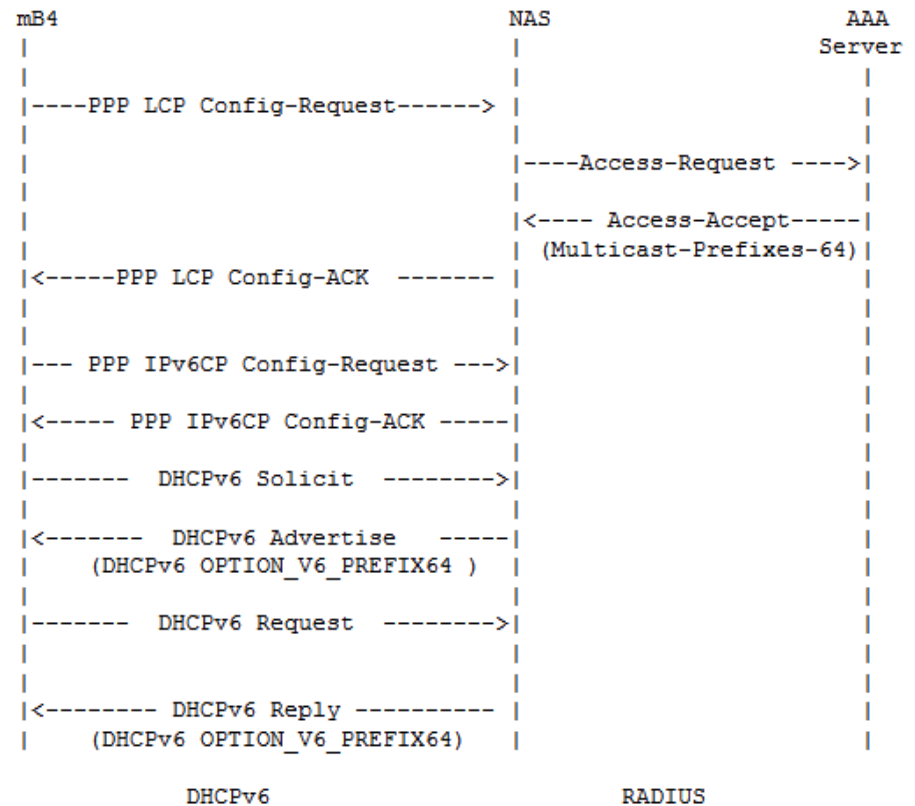 mB4 NAS AAA
| | Server
| | |
|----PPP LCP Config-Request------> | |
| | |
| |----Access-Request ---->|
| | |
| |<---- Access-Accept-----|
| | (Multicast-Prefixes-64)|
|<-----PPP LCP Config-ACK ------- | |
| | |
| | |
|--- PPP IPv6CP Config-Request --->| |
| | |
|<----- PPP IPv6CP Config-ACK -----| |
| | |
|------- DHCPv6 Solicit -------->| |
| | |
|<------- DHCPv6 Advertise -----| |
| (DHCPv6 OPTION_V6_PREFIX64 ) | |
| | |
|------- DHCPv6 Request -------->| |
| | |
| | |
|<-------- DHCPv6 Reply ---------- | |
| (DHCPv6 OPTION_V6_PREFIX64) | |
DHCPv6 RADIUS